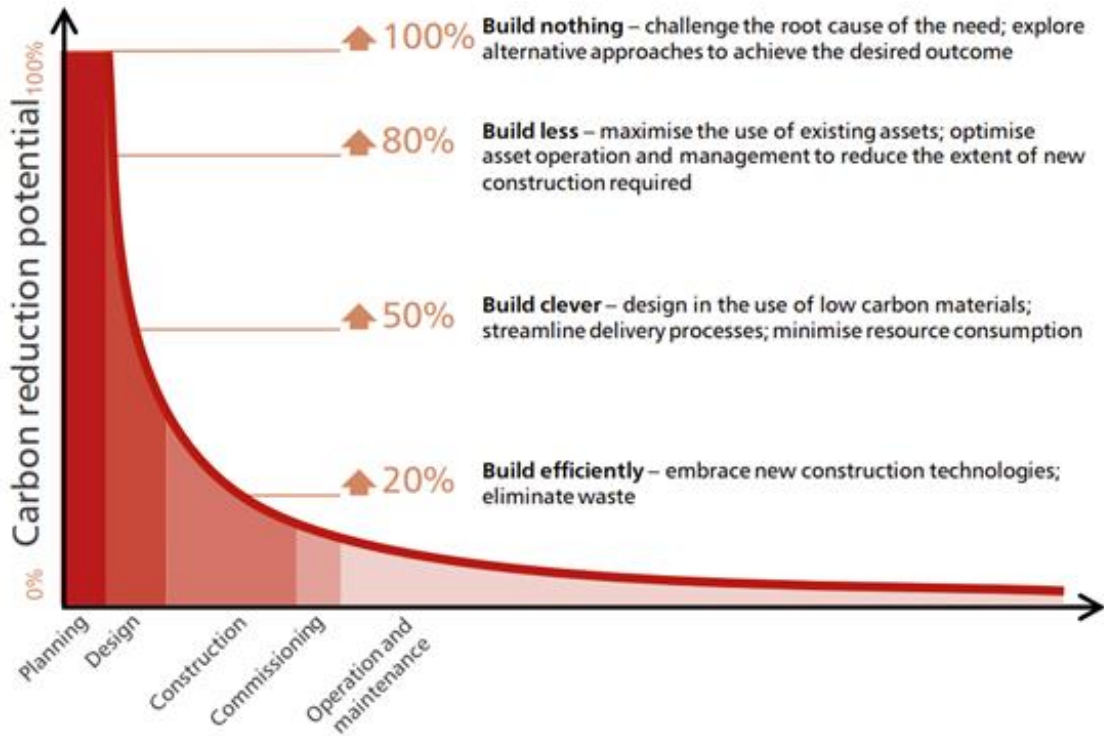 Carbon reduction potential
100%
0%
100%
Build nothing – challenge the root cause of the need; explore
alternative approaches to achieve the desired outcome
80%
Build less – maximise the use of existing assets; optimise
asset operation and management to reduce the extent of new
construction required
50%
Build clever – design in the use of low carbon materials;
streamline delivery processes; minimise resource consumption
20%
Build efficiently – embrace new construction technologies;
eliminate waste
Planning
Design
Construction
Commissioning
Operation and
maintenance